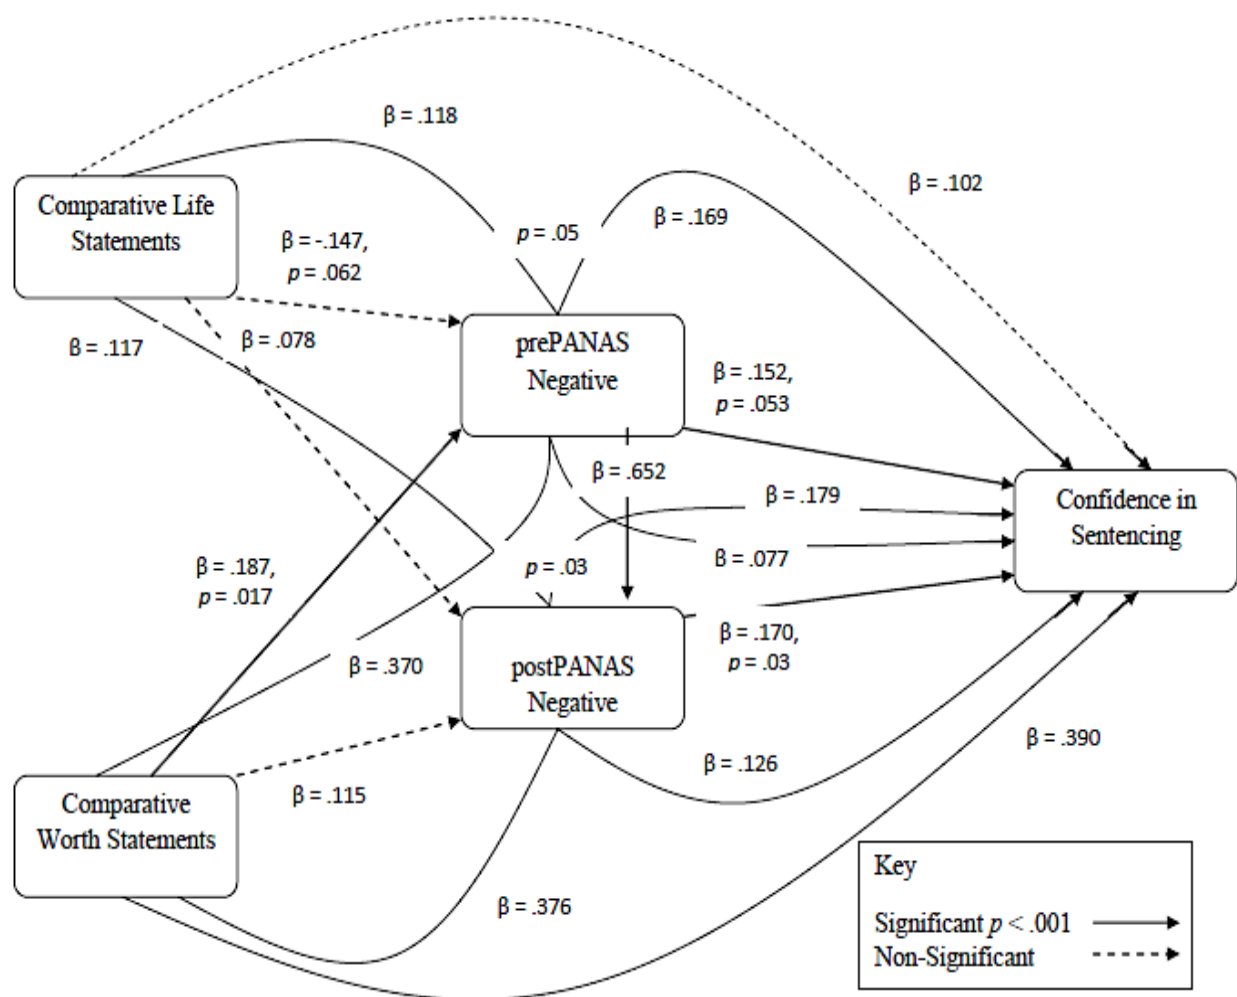 β = .118
β = .102
Comparative Life
Statements
β = -.147,
p = .062
p = .05
β = .169
β = .117
β = .078
prePANAS
Negative
β = .152,
p = .053
β = .652
β = .179
Confidence in
Sentencing
β = .077
p = .03
β = .187,
p = .017
β = .170,
p = .03
β = .370
postPANAS
Negative
β = .390
β = .126
β = .115
Comparative
Worth Statements
β = .376
Key
Significant p < .001
Non-Significant